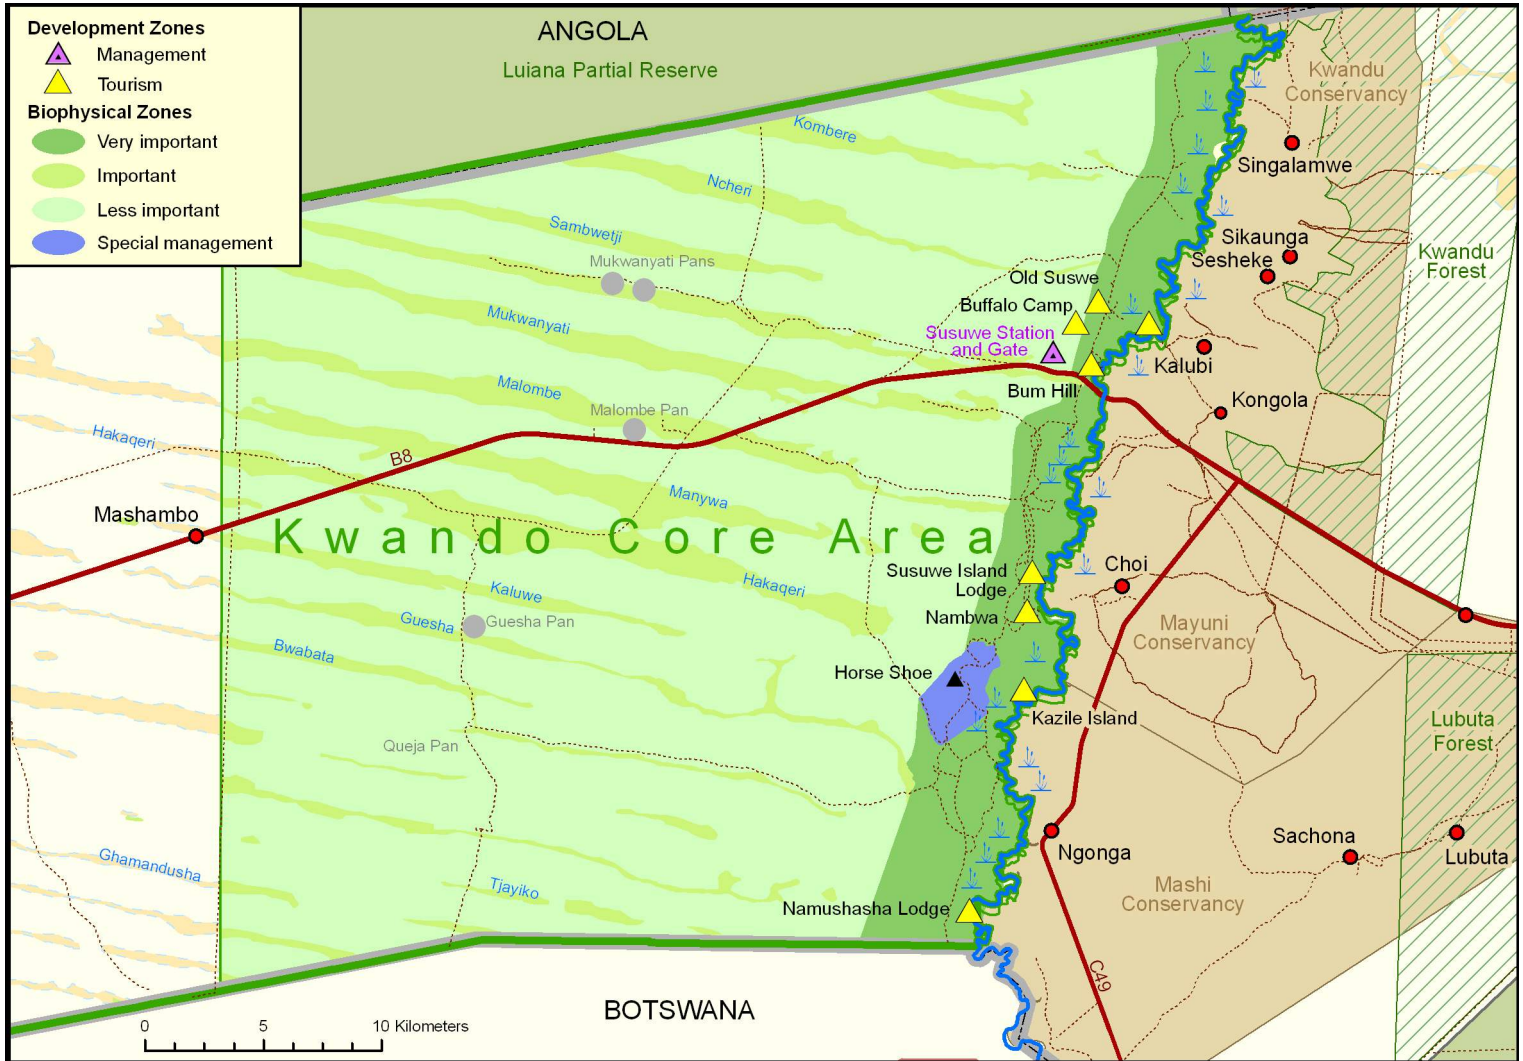 Development Zones
Management
Tourism
Biophysical Zones
Very important
Important
Less important
Special management
ANGOLA
Luiana Partial Reserve
Kwandu
Conservancy
Singalamwe
Kombere
Ncheri
Sambwetji
Mukwanyati Pans
Sikaunga
Sesheke
Kwandu
Forest
Old Suswe
Buffalo Camp
Susuwe Station
and Gate
Mukwanyati
Kalubi
Bum Hill
Malombe
Malombe Pan
Kongola
Hakaqeri
B8
Manywa
Mashambo
Kwando Core Area
Susuwe Island
Lodge
Choi
Hakaqeri
Kaluwe
Nambwa
Guesha
Guesha Pan
Mayuni
Conservancy
Bwabata
Horse Shoe
Kazile Island
Lubuta
Forest
Queja Pan
Ngonga
Sachona
Lubuta
Ghamandusha
Tjayiko
Mashi
Conservancy
Namushasha Lodge
C49
BOTSWANA
0 5 10 Kilometers